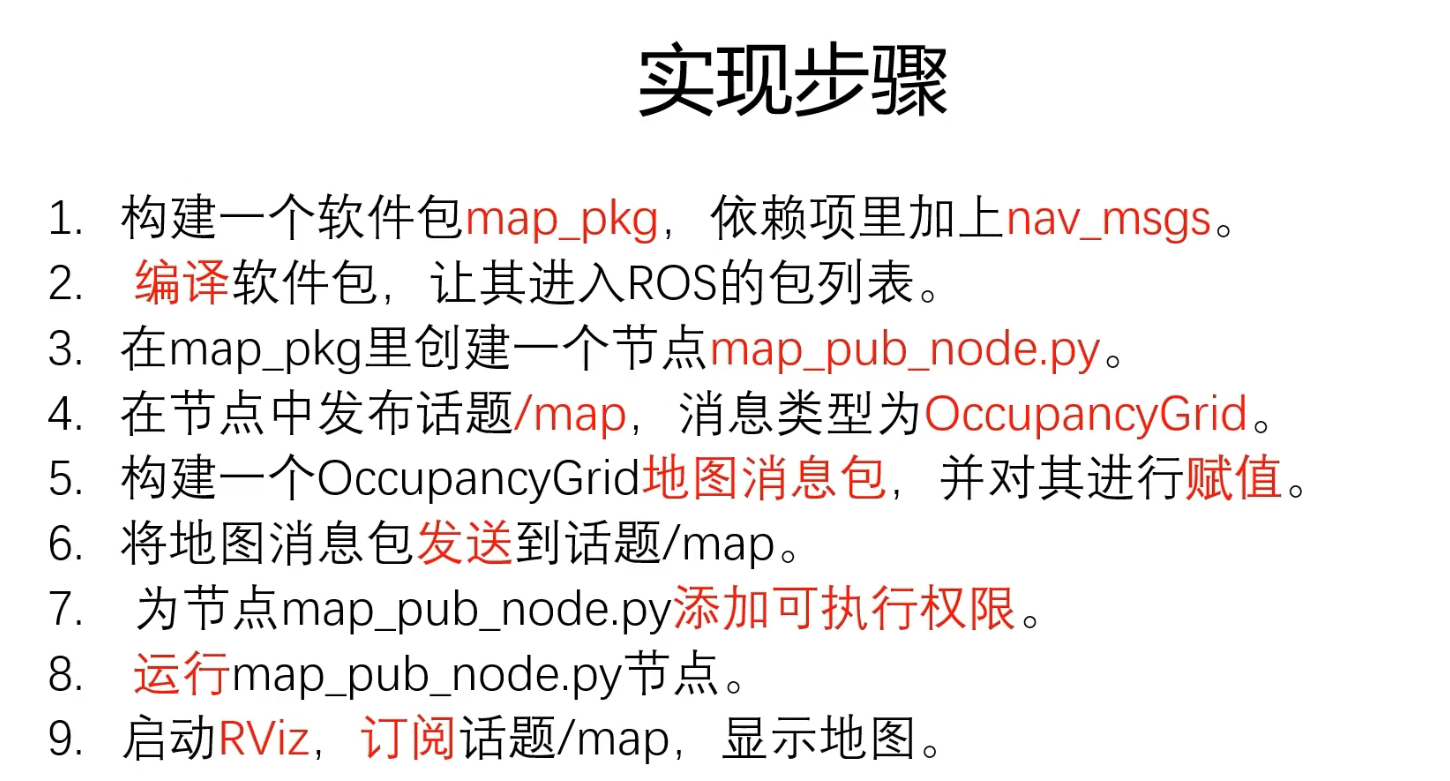 实现步骤
1. 构建一个软件包map_pkg，依赖项里加上nav_msgs。
2. 编译软件包，让其进入ROS的包列表。
3. 在map_pkg里创建一个节点map_pub_node.py。
4. 在节点中发布话题/map，消息类型为OccupancyGrid。
5. 构建一个OccupancyGrid地图消息包，并对其进行赋值。
6. 将地图消息包发送到话题/map。
7. 为节点map_pub_node.py添加可执行权限。
8. 运行map_pub_node.py节点。
9. 启动RViz，订阅话题/map，显示地图。